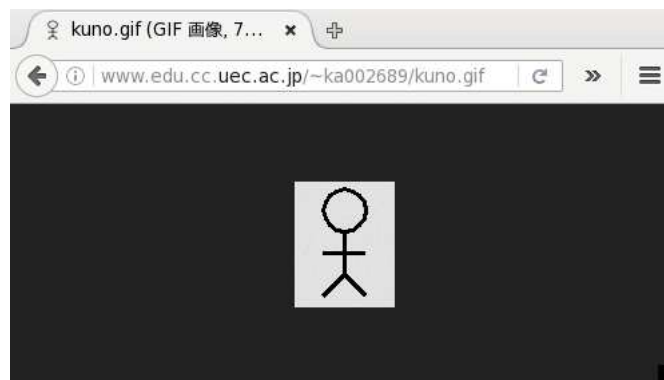 kuno.gif (GIF 画像, 7...
www.edu.cc.uec.ac.jp/~ka002689/kuno.gif